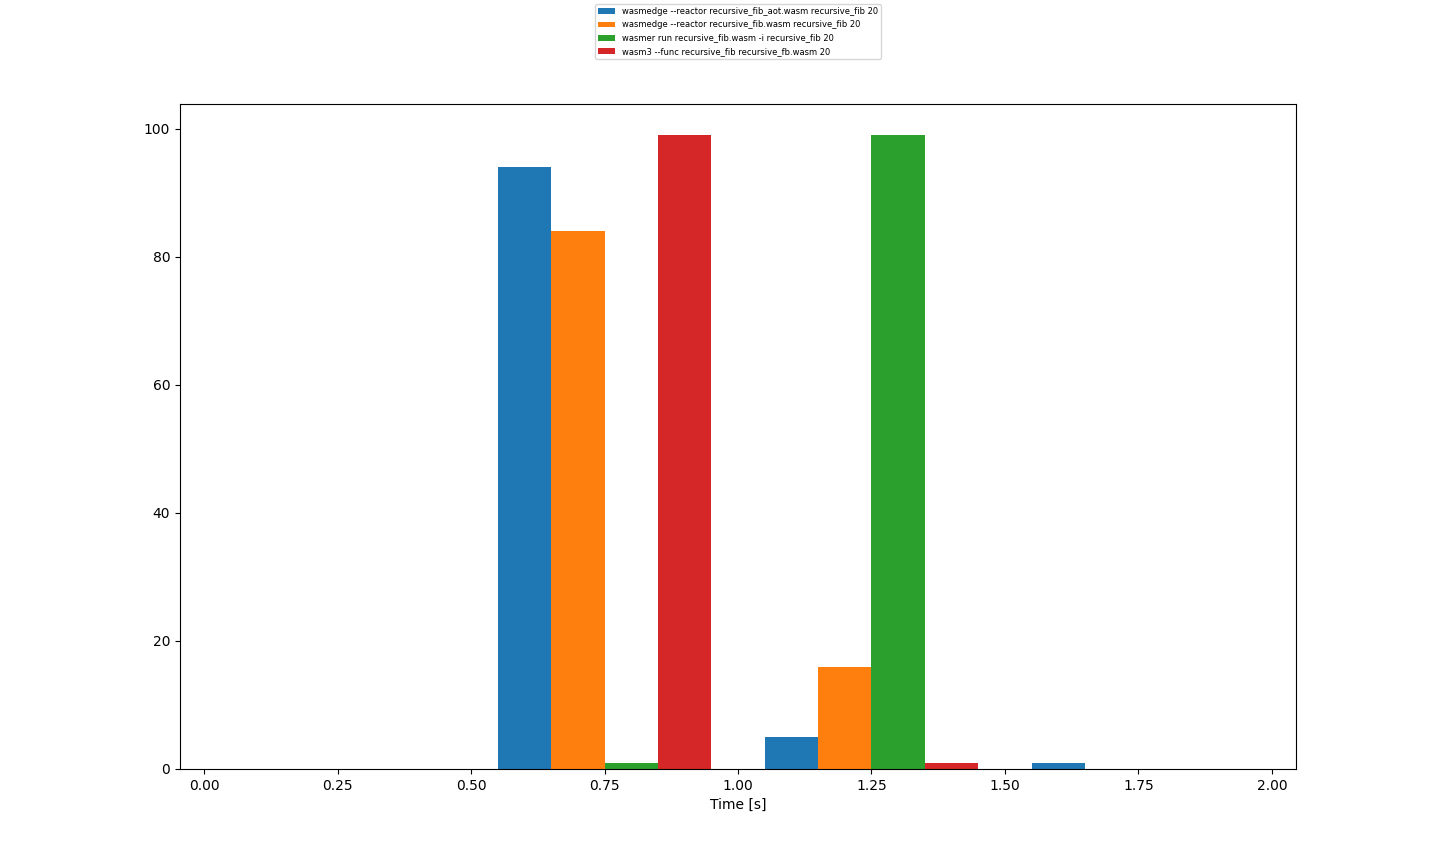 wasmedge --reactor recursive_fib_aot.wasm recursive_fib 20
wasmedge --reactor recursive_fib.wasm recursive_fib 20
wasmer run recursive_fib.wasm -i recursive_fib 20
wasm3 --func recursive_fib recursive_fb.wasm 20
100
80
60
40
20
0
0.00 0.25 0.50 0.75 1.00 1.25 1.50 1.75 2.00
Time [s]